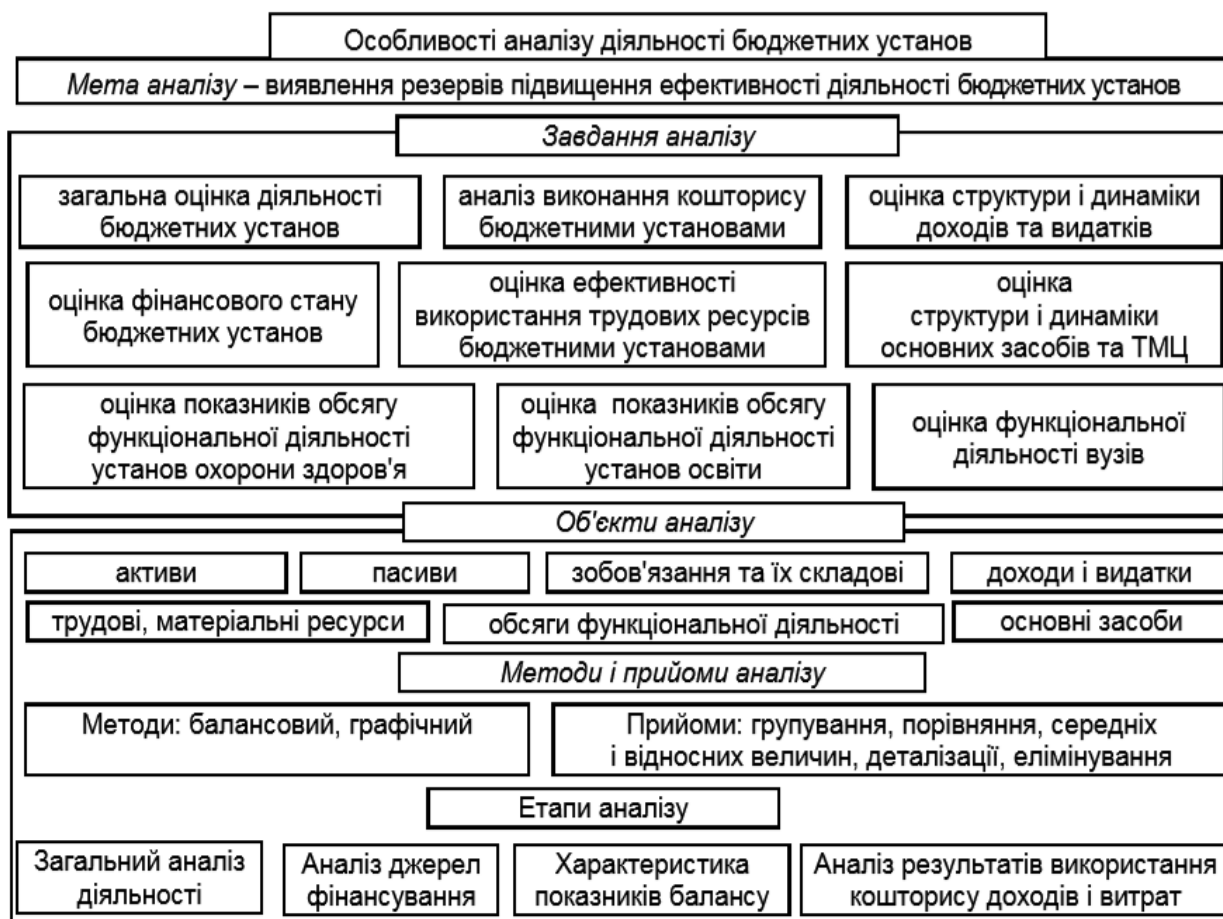 Особливості аналізу діяльності бюджетних установ
Мета аналізу – виявлення резервів підвищення ефективності діяльності бюджетних установ
Завдання аналізу
загальна оцінка діяльності
бюджетних установ
аналіз виконання кошторису
бюджетними установами
оцінка структури і динаміки
доходів та видатків
оцінка фінансового стану
бюджетних установ
оцінка ефективності
використання трудових ресурсів
бюджетними установами
оцінка
структури і динаміки
основних засобів та ТМЦ
оцінка показників обсягу
функціональної діяльності
установ охорони здоров'я
оцінка показників обсягу
функціональної діяльності
установ освіти
оцінка функціональної
діяльності вузів
Об'єкти аналізу
активи
пасиви
зобов'язання та їх складові
доходи і видатки
трудові, матеріальні ресурси
обсяги функціональної діяльності
основні засоби
Методи і прийоми аналізу
Методи: балансовий, графічний
Прийоми: групування, порівняння, середніх
і відносних величин, деталізації, елімінування
Етапи аналізу
Загальний аналіз
діяльності
Аналіз джерел
фінансування
Характеристика
показників балансу
Аналіз результатів використання
кошторису доходів і витрат